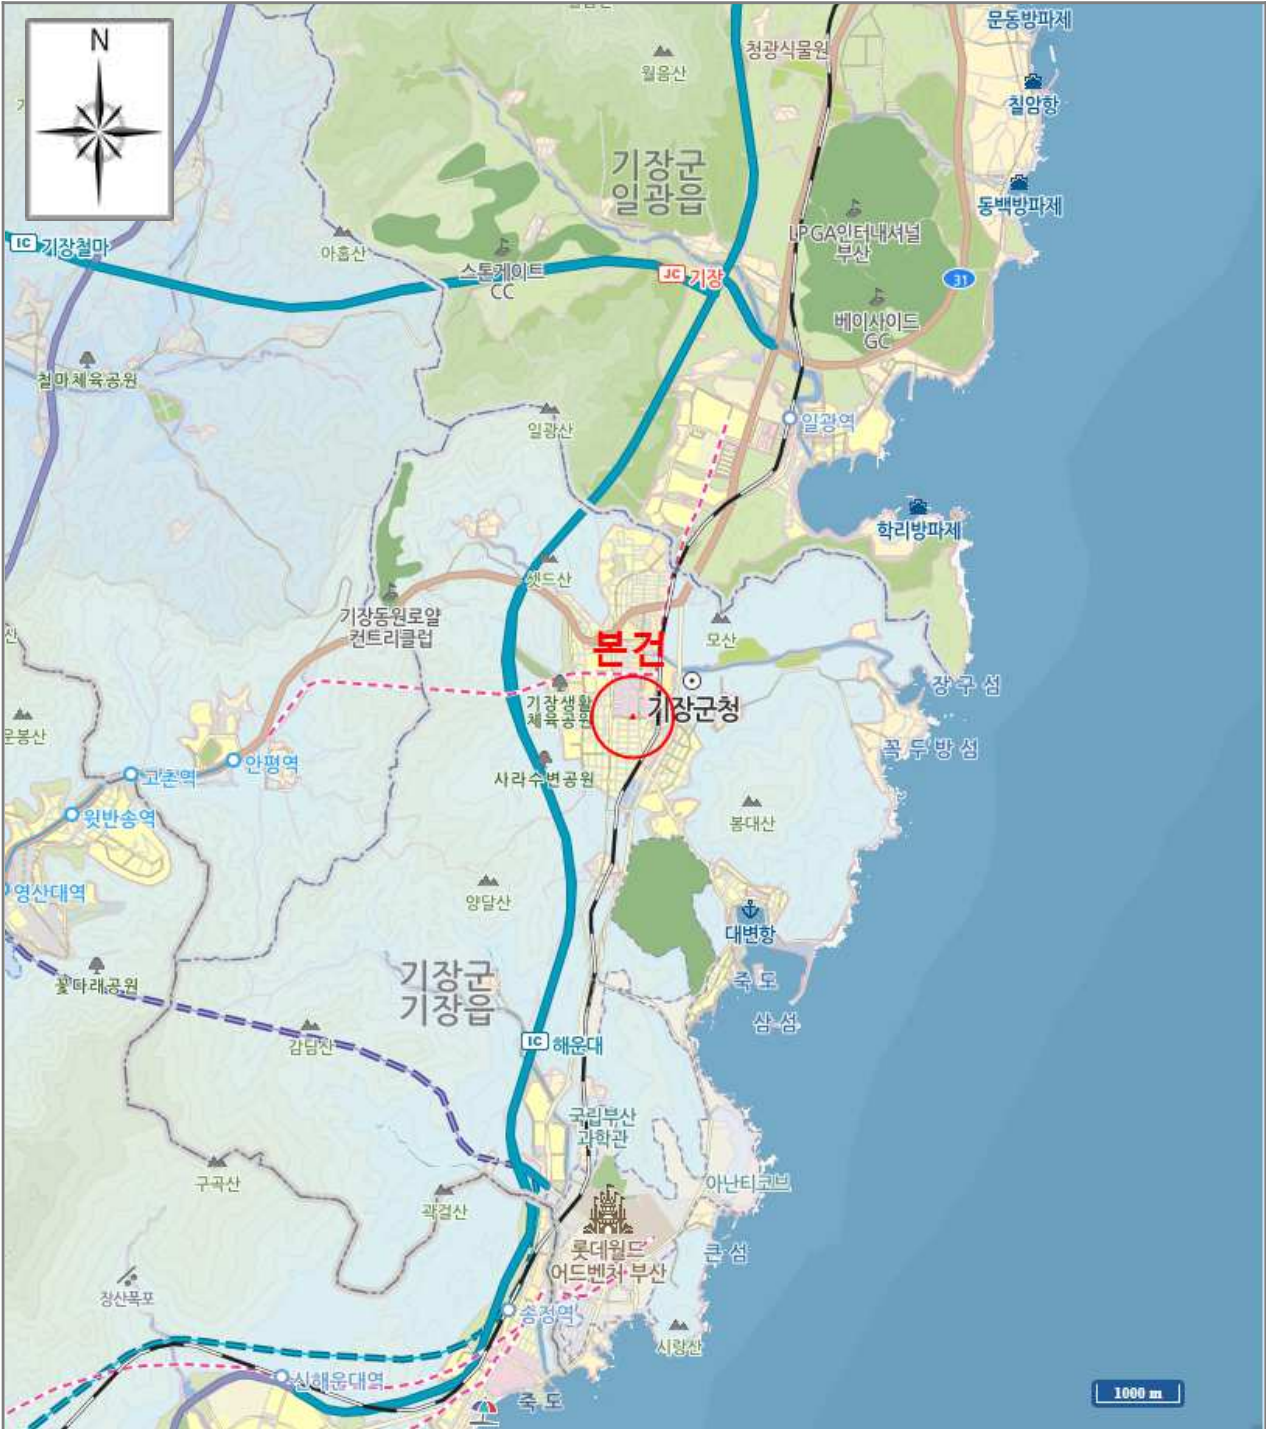 문동방파제
N
청광식물원
월음산
칠암항
기장군
일광읍
동백방파제
LPGA인터내셔널
부산
IC 기장철마
아홉산
스톤게이트
CC
JC 기장
31
베이사이드
GC
철마체육공원
일광산
일광역
학리방파제
셋드산
기장동원로얄
컨트리클럽
모산
본건
장구섬
기장생활
체육공원
기장군청
꼭두방섬
운봉산
안평역
고촌역
사라수변공원
윗반송역
봄대산
영산대역
양달산
대변항
기장군
기장읍
꽃다래공원
죽도
삼섬
감딤산
IC 해운대
국립부산
과학관
구곡산
아난티코브
곽걸산
큰섬
롯데월드
어드벤처 부산
장산폭포
송정역
시랑산
신해운대역
죽도
1000 m